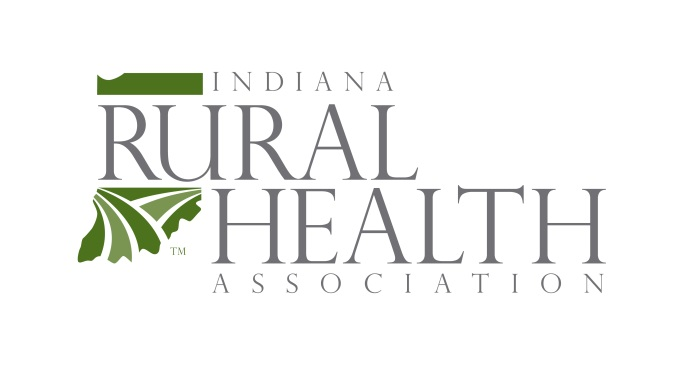 INDIANA
RURAL
HEALTH
TM
ASSOCIATION